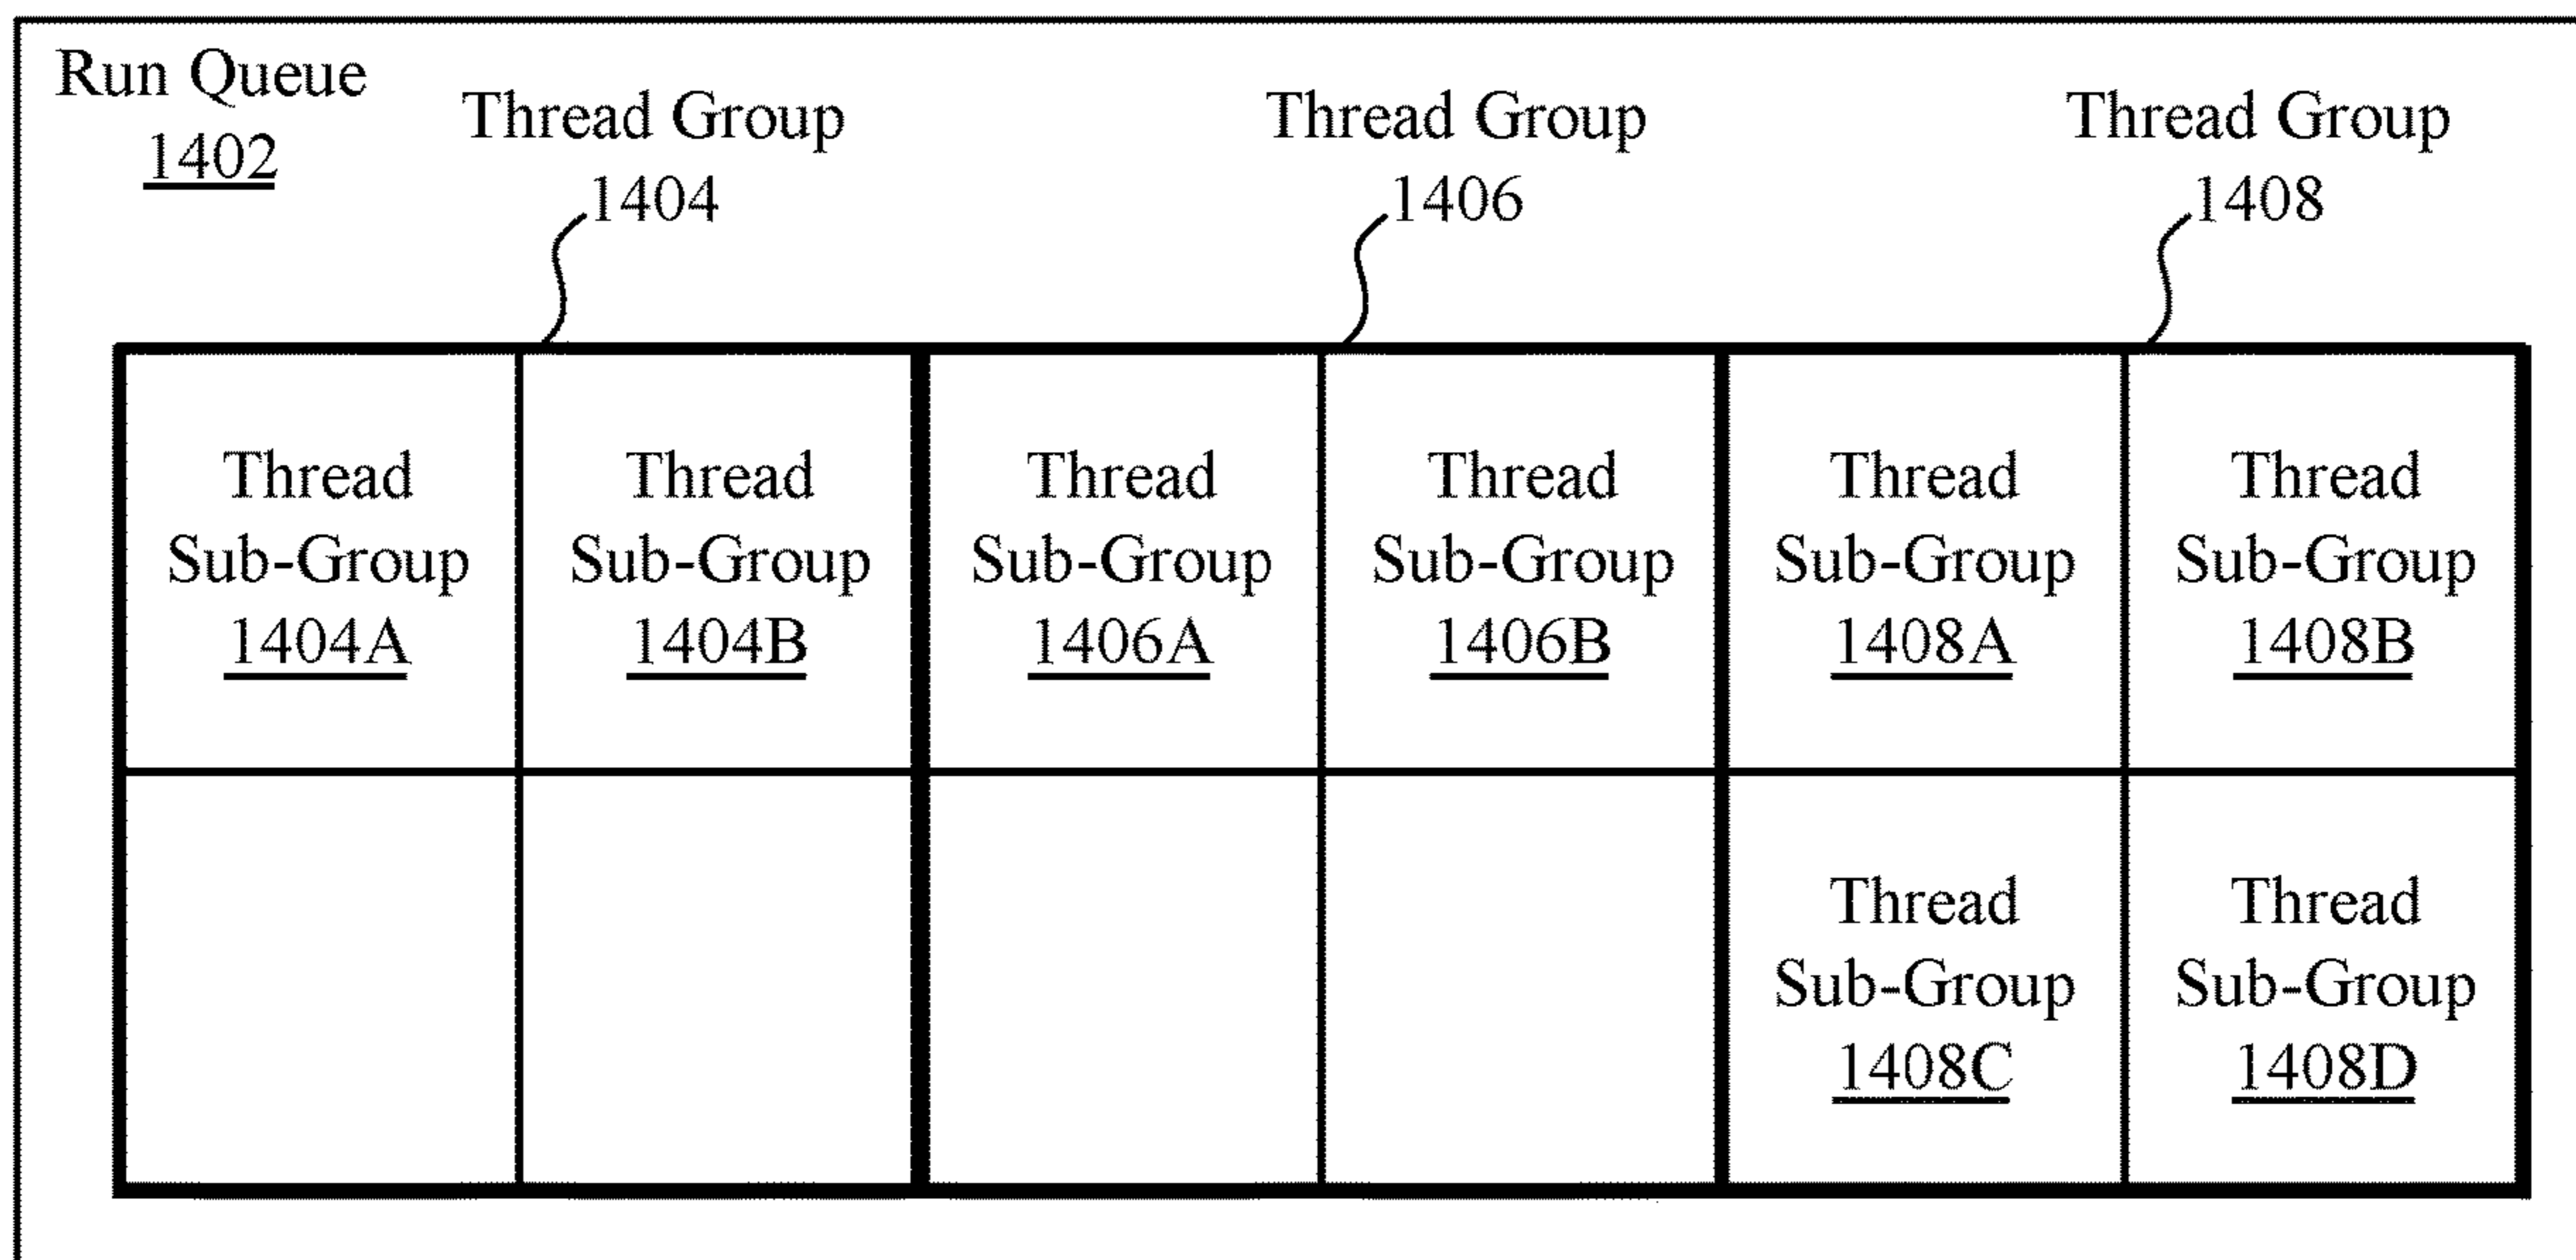 Run Queue
1402
Thread Group
1404
Thread Group
1406
Thread Group
1408
Thread
Sub-Group
1404A
Thread
Sub-Group
1404B
Thread
Sub-Group
1406A
Thread
Sub-Group
1406B
Thread
Sub-Group
1408A
Thread
Sub-Group
1408B
Thread
Sub-Group
1408C
Thread
Sub-Group
1408D